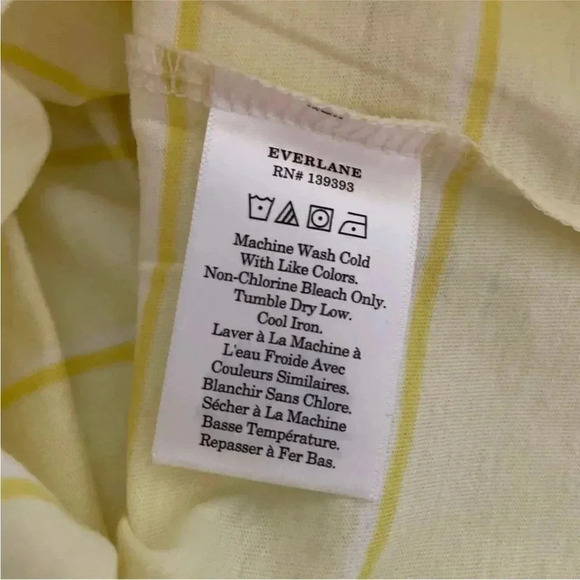 EVERLANE
RN# 139393
Machine Wash Cold
With Like Colors.
Non-Chlorine Bleach Only.
Tumble Dry Low.
Cool Iron.
Laver à La Machine à
L'eau Froide Avec
Couleurs Similaires.
Blanchir Sans Chlore.
Sécher à La Machine
Basse Température.
Repasser à Fer Bas.